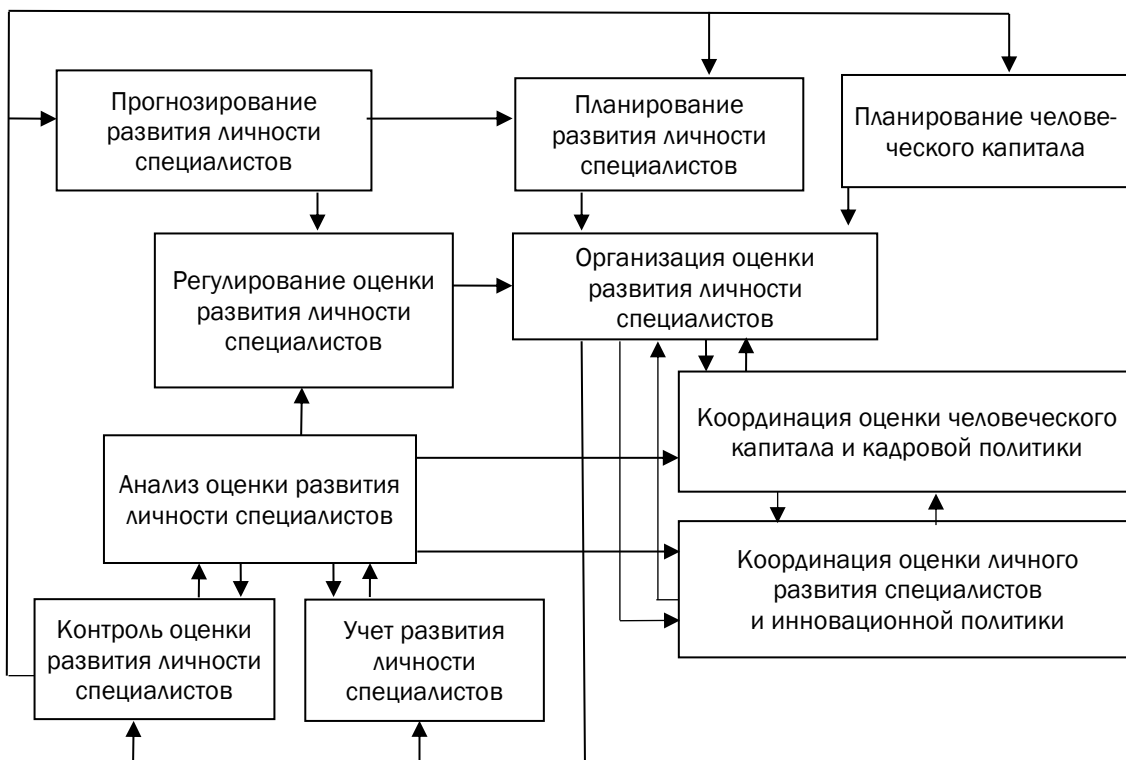 Прогнозирование
развития личности
специалистов
Планирование
развития личности
специалистов
Планирование челове-
ческого капитала
Регулирование оценки
развития личности
специалистов
Организация оценки
развития личности
специалистов
Координация оценки человеческого
капитала и кадровой политики
Анализ оценки развития
личности специалистов
Координация оценки личного
развития специалистов
и инновационной политики
Контроль оценки
развития личности
специалистов
Учет развития
личности
специалистов